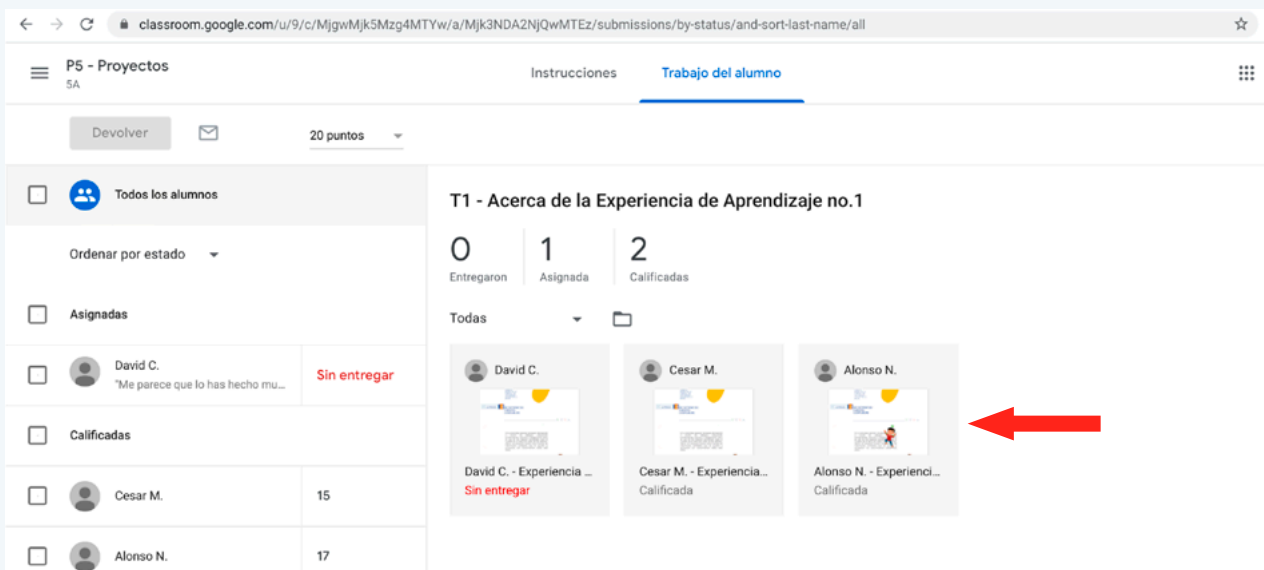 classroom.google.com/u/9/c/MjgwMjk5Mzg4MTYw/a/Mjk3NDA2NjQwMTEz/submissions/by-status/and-sort-last-name/all
P5 - Proyectos
5A
Instrucciones
Trabajo del alumno
Devolver
20 puntos
Todos los alumnos
Ordenar por estado
Asignadas
David C.
"Me parece que lo has hecho mu...
Sin entregar
Calificadas
Cesar M.
15
Alonso N.
17
T1 - Acerca de la Experiencia de Aprendizaje no.1
0
Entregaron
1
Asignada
2
Calificadas
Todas
David C.
David C. - Experiencia ...
Sin entregar
Cesar M.
Cesar M. - Experiencia...
Calificada
Alonso N.
Alonso N. - Experienci...
Calificada